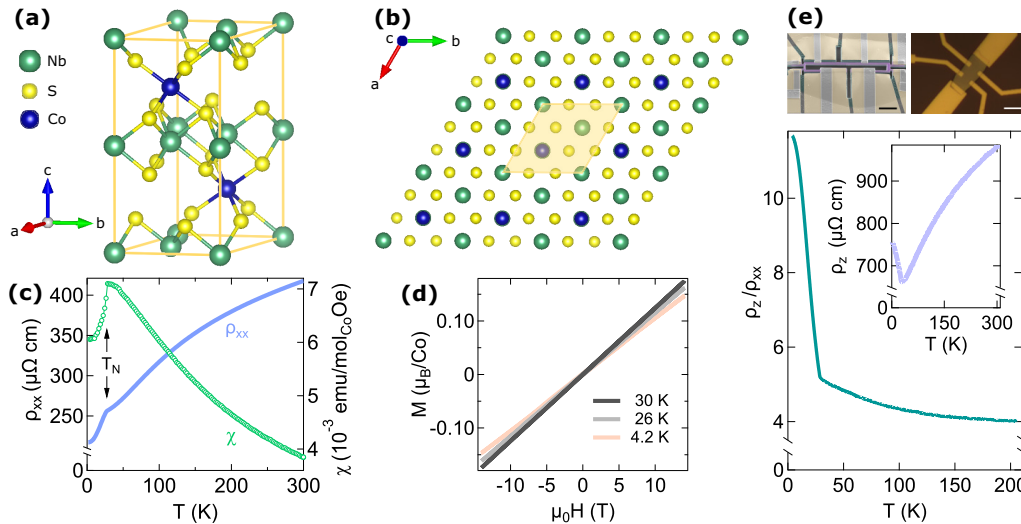 (a)
Nb
S
Co
c
b
a
(b)
c
b
a
(c)
ρxx (μΩ cm)
400
350
300
250
0
TN
ρxx
χ
7
6
5
4
χ (10⁻³ emu/molCoOe)
0
100
200
300
T (K)
(d)
M (μB/Co)
0.10
0
-0.10
30 K
26 K
4.2 K
-10
-5
0
5
10
μ0H (T)
(e)
ρz/ρxx
10
8
6
4
0
0
50
100
150
200
T (K)
ρz (μΩ cm)
900
800
700
0
0
150
300
T (K)